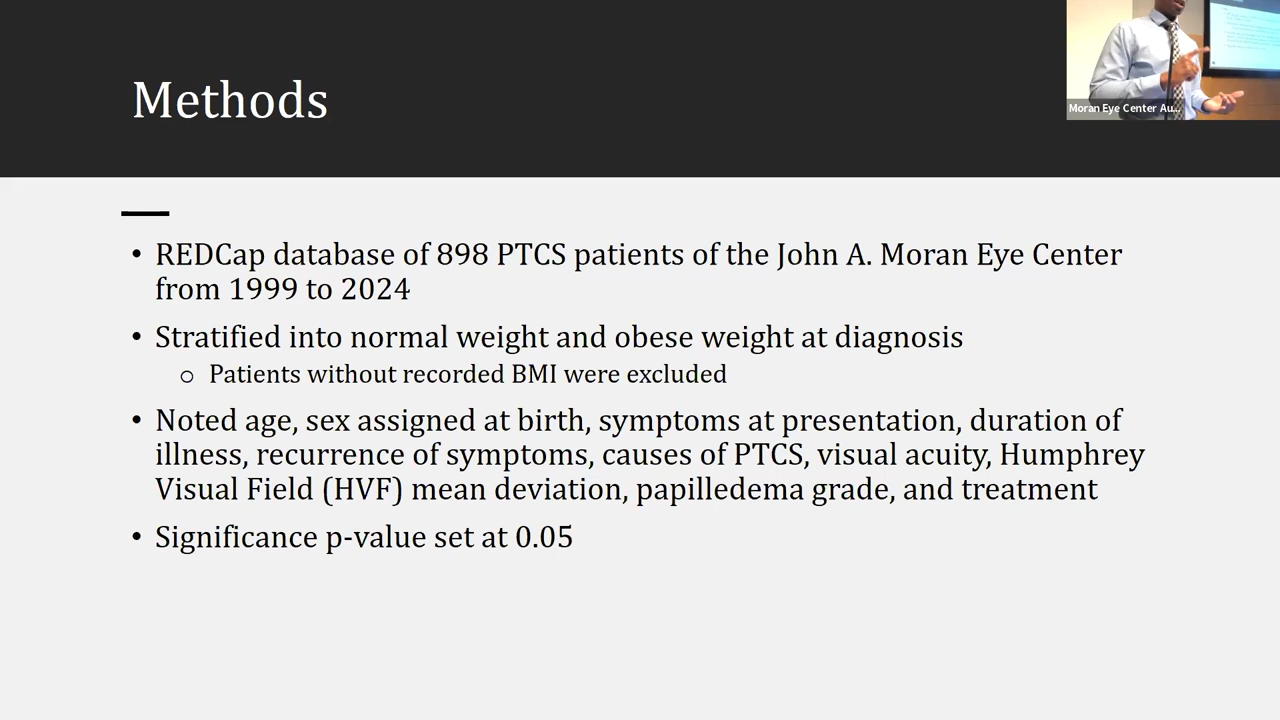 Methods
Moran Eye Center Au...
• REDCap database of 898 PTCS patients of the John A. Moran Eye Center
from 1999 to 2024
• Stratified into normal weight and obese weight at diagnosis
o Patients without recorded BMI were excluded
• Noted age, sex assigned at birth, symptoms at presentation, duration of
illness, recurrence of symptoms, causes of PTCS, visual acuity, Humphrey
Visual Field (HVF) mean deviation, papilledema grade, and treatment
• Significance p-value set at 0.05